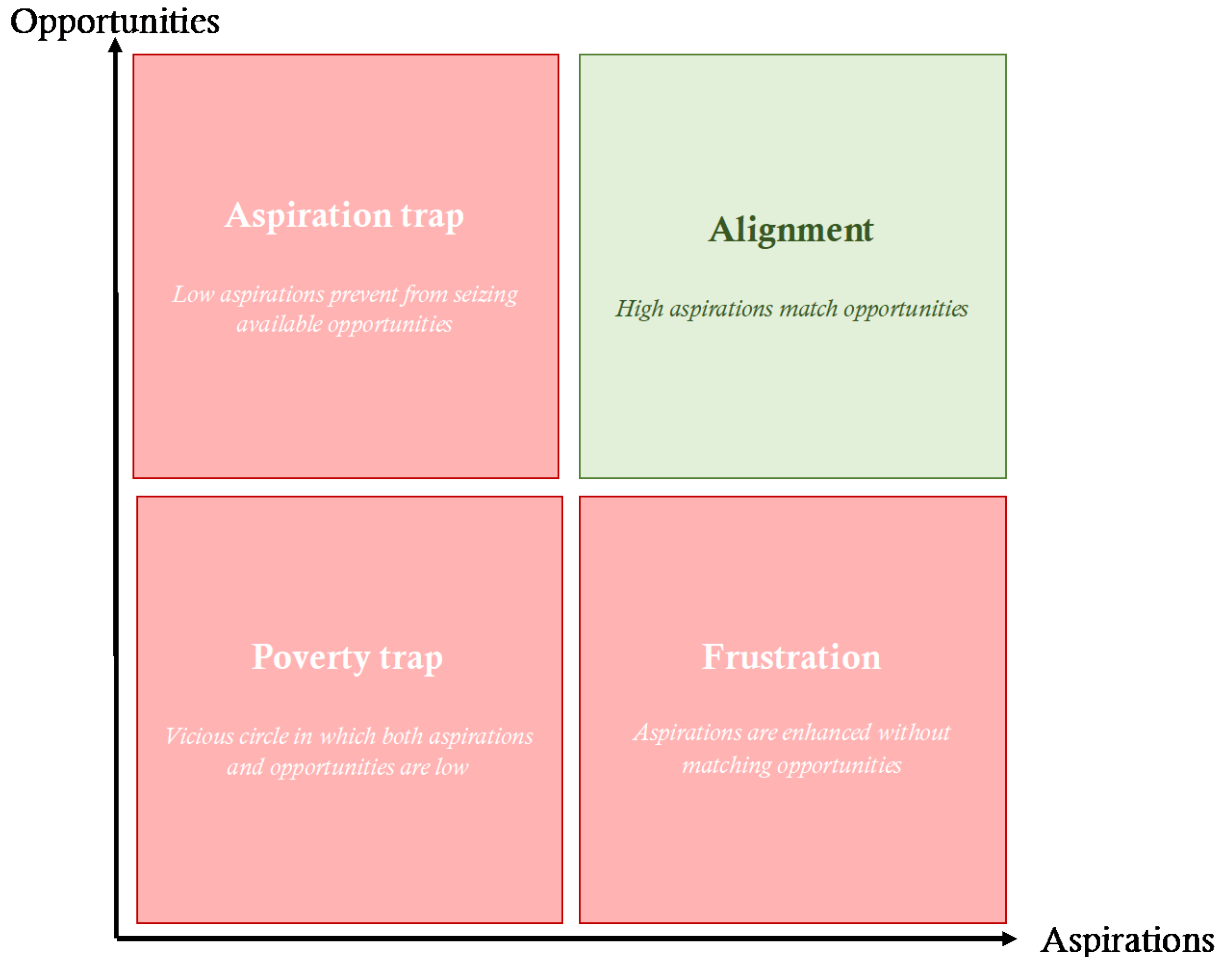 Opportunities
Aspiration trap
Low aspirations prevent from seizing
available opportunities
Alignment
High aspirations match opportunities
Poverty trap
Vicious circle in which both aspirations
and opportunities are low
Frustration
Aspirations are enhanced without
matching opportunities
Aspirations